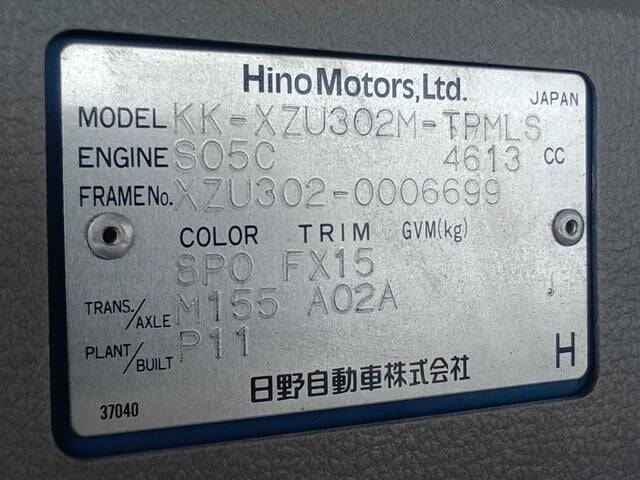 Hino Motors, Ltd.
JAPAN
MODEL KK-XZU302M-TPMLS
ENGINE S05C 4613 CC
FRAME No. XZU302-0006699
COLOR TRIM GVM(kg)
8P0 FX15
TRANS./AXLE M155 A02A
PLANT/BUILT P11
H
日野自動車株式会社
37040